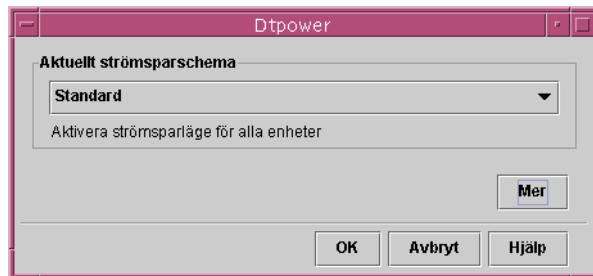 Dtpower
Aktuellt strömsparschema
Standard
Aktivera strömsparläge för alla enheter
Mer
OK Avbryt Hjälp